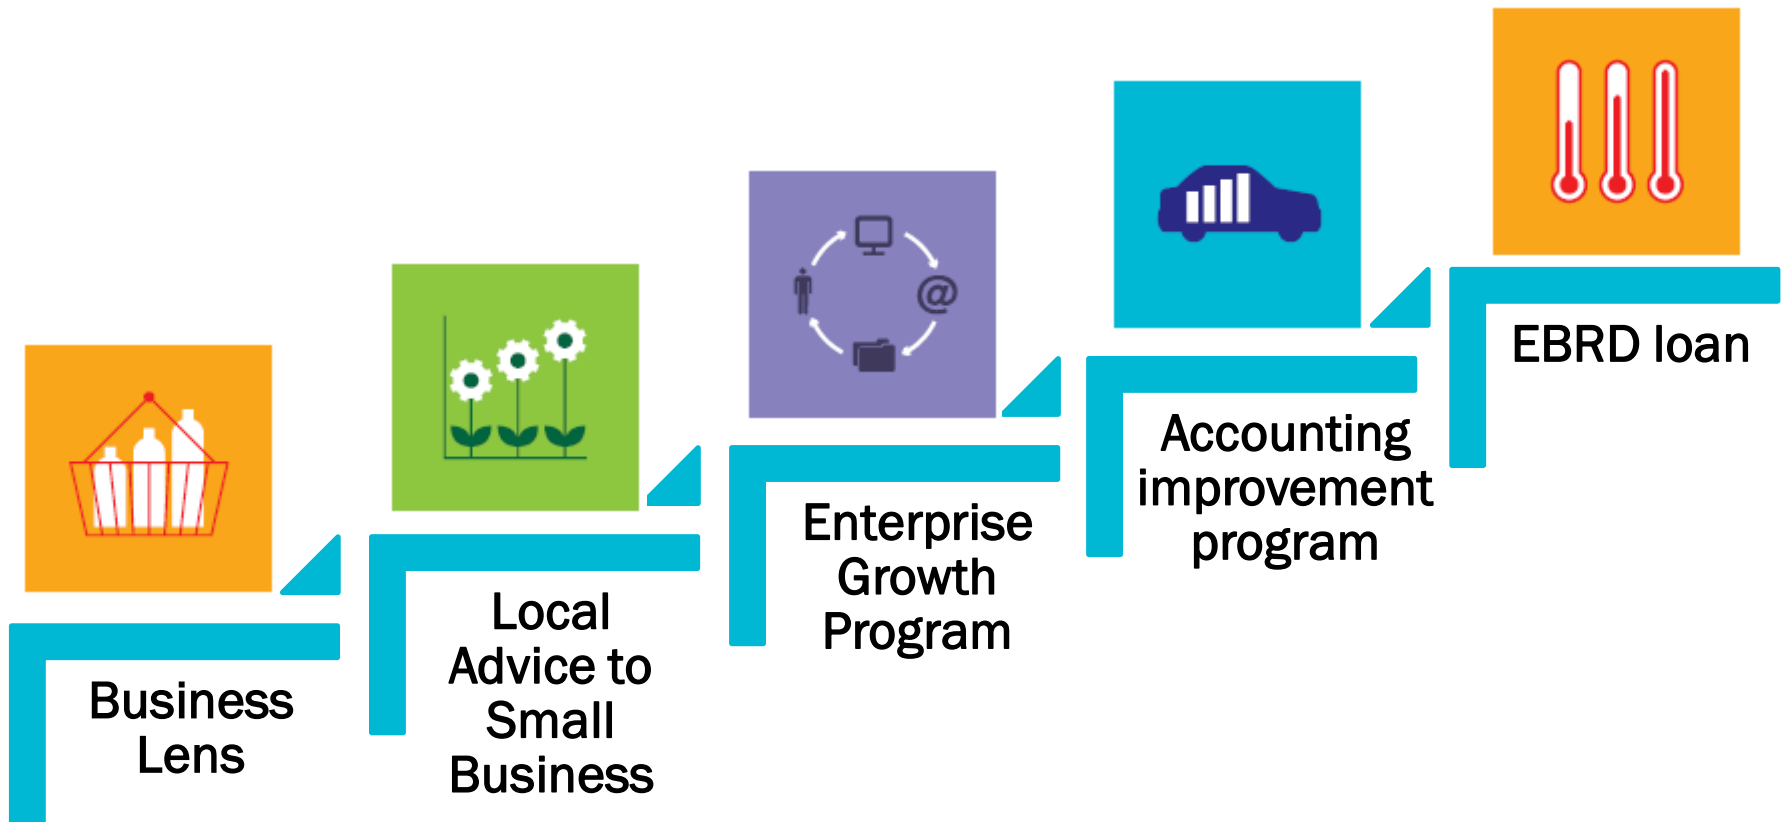 Business
Lens
Local
Advice to
Small
Business
Enterprise
Growth
Program
@
Accounting
improvement
program
EBRD loan